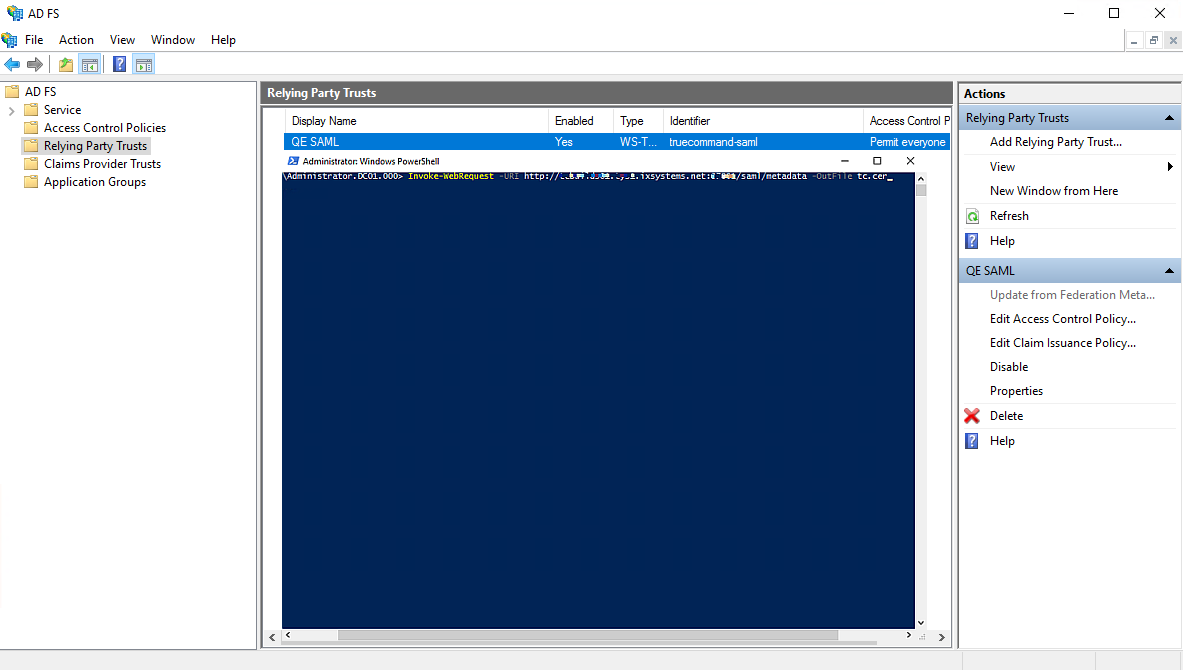 AD FS
File Action View Window Help
AD FS
Service
Access Control Policies
Relying Party Trusts
Claims Provider Trusts
Application Groups
Relying Party Trusts
Display Name Enabled Type Identifier Access Control P
QE SAML Yes WS-T... truecommand-saml Permit everyone
Administrator: Windows PowerShell
\Administrator.DC01.000> Invoke-WebRequest -URI http:// .ixsystems.net: /saml/metadata -OutFile tc.cer_
Actions
Relying Party Trusts
Add Relying Party Trust...
View
New Window from Here
Refresh
Help
QE SAML
Update from Federation Meta...
Edit Access Control Policy...
Edit Claim Issuance Policy...
Disable
Properties
Delete
Help